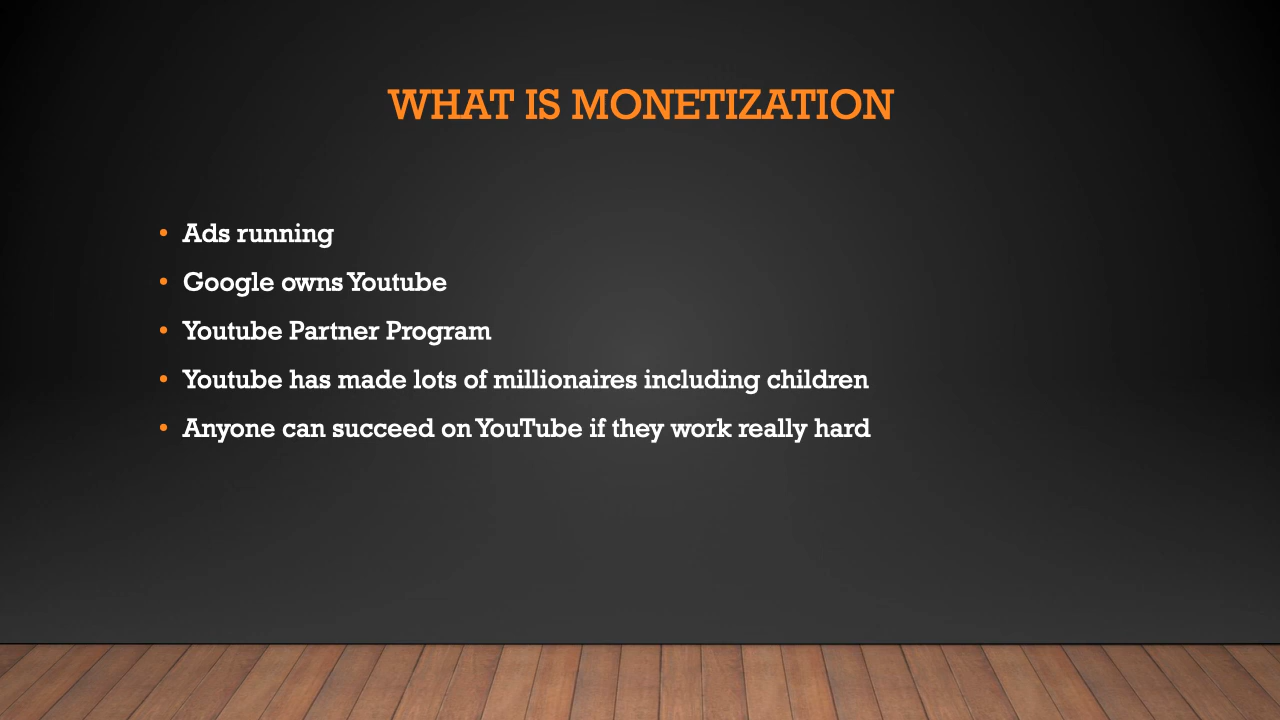 WHAT IS MONETIZATION
• Ads running
• Google owns Youtube
• Youtube Partner Program
• Youtube has made lots of millionaires including children
• Anyone can succeed on YouTube if they work really hard